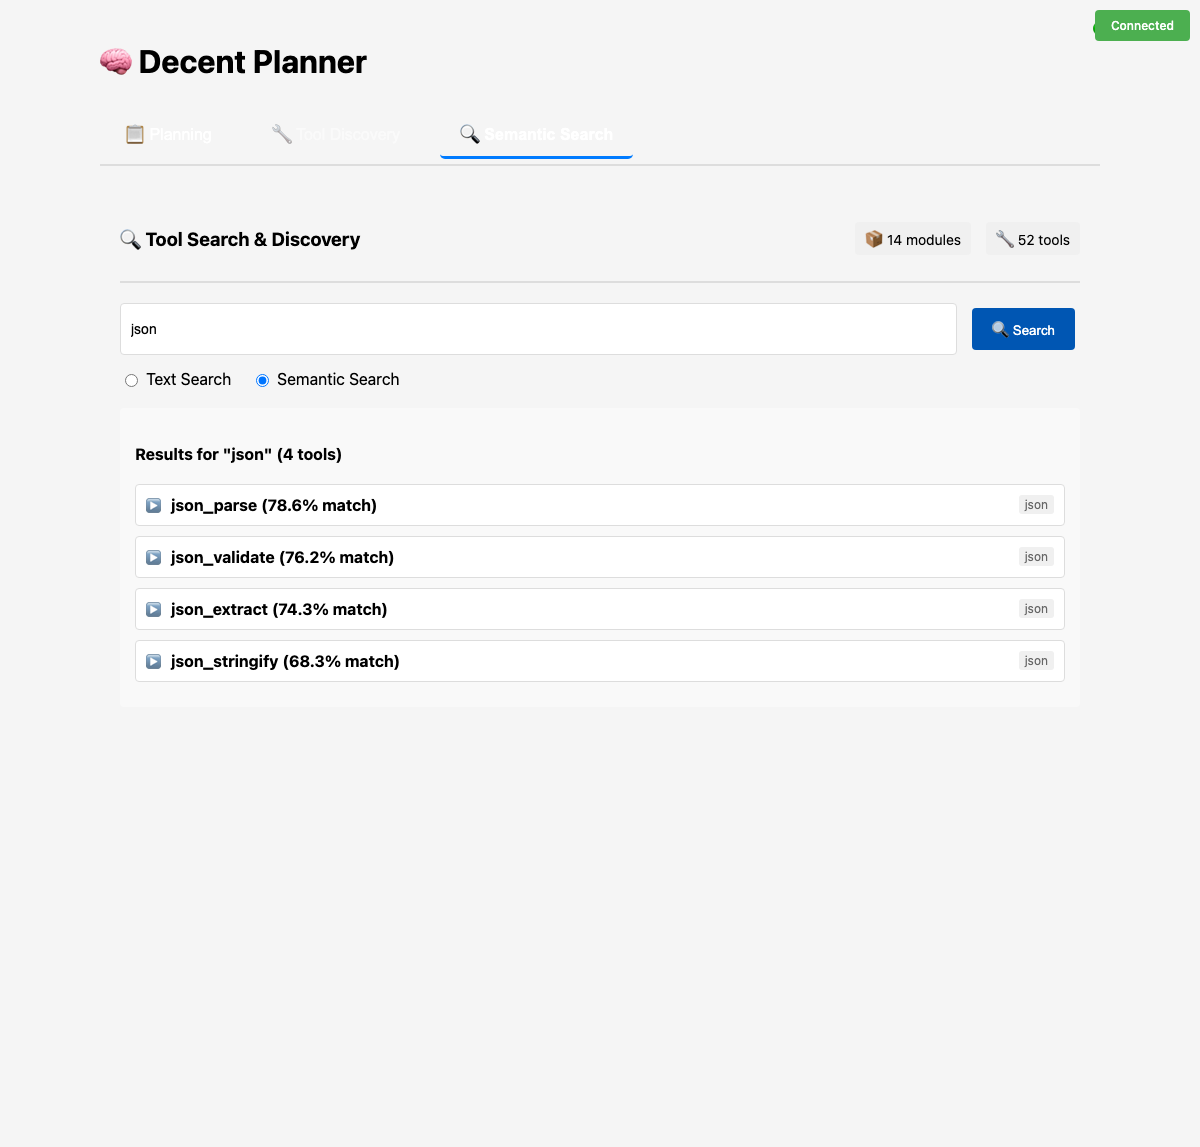 Connected
🧠 Decent Planner
📋 Planning 🔧 Tool Discovery 🔍 Semantic Search
🔍 Tool Search & Discovery 📦 14 modules 🔧 52 tools
json 🔍 Search
Text Search Semantic Search
Results for "json" (4 tools)
▶️ json_parse (78.6% match) json
▶️ json_validate (76.2% match) json
▶️ json_extract (74.3% match) json
▶️ json_stringify (68.3% match) json